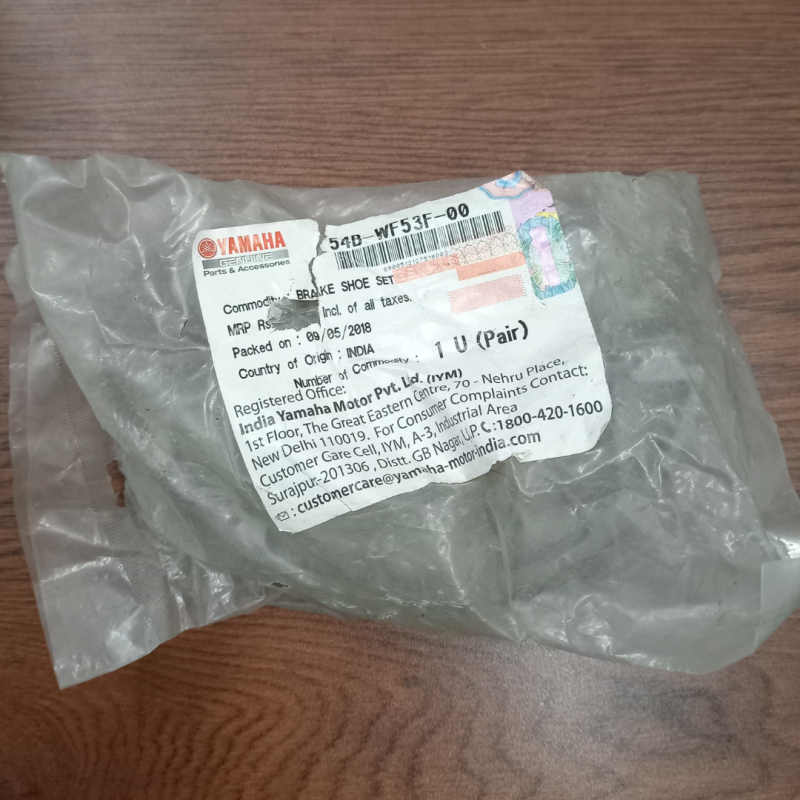 YAMAHA
GENUINE
Parts & Accessories
54B-WF53F-00
Commodity : BRAKE SHOE SET
MRP Rs Incl. of all taxes.
Packed on : 09/05/2018
Country of Origin : INDIA
Number of Commodity : 1 U (Pair)
Registered Office:
India Yamaha Motor Pvt. Ltd. (IYM)
1st Floor, The Great Eastern Centre, 70 - Nehru Place,
New Delhi 110019. For Consumer Complaints Contact:
Customer Care Cell, IYM, A-3, Industrial Area
Surajpur-201306, Distt. GB Nagar, U.P. :1800-420-1600
: customercare@yamaha-motor-india.com